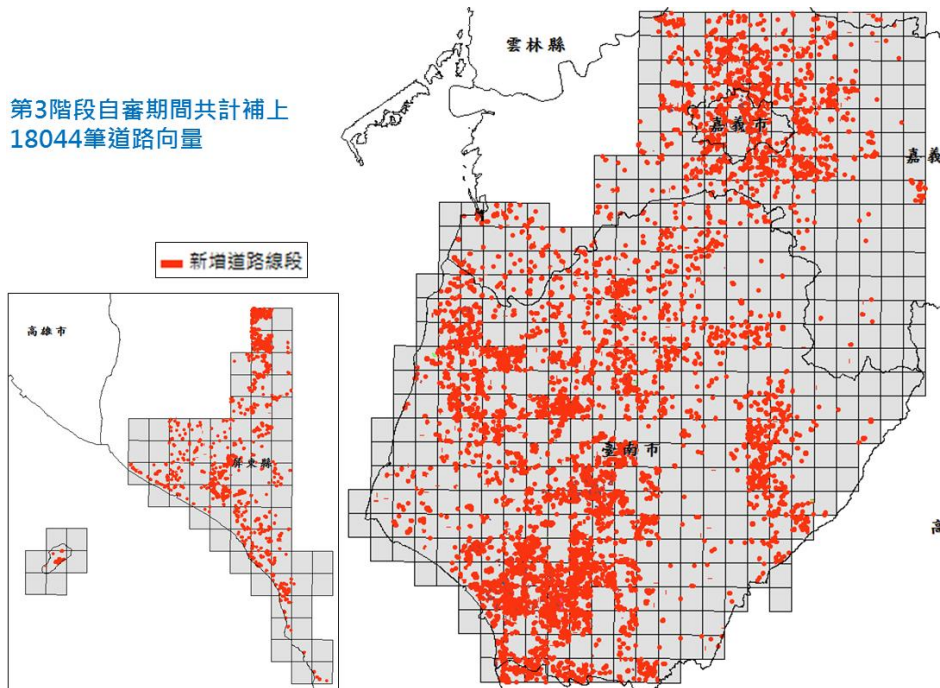 雲林縣
第3階段自審期間共計補上
18044筆道路向量
嘉義市
嘉義
新增道路線段
高雄市
屏東縣
臺南市
高